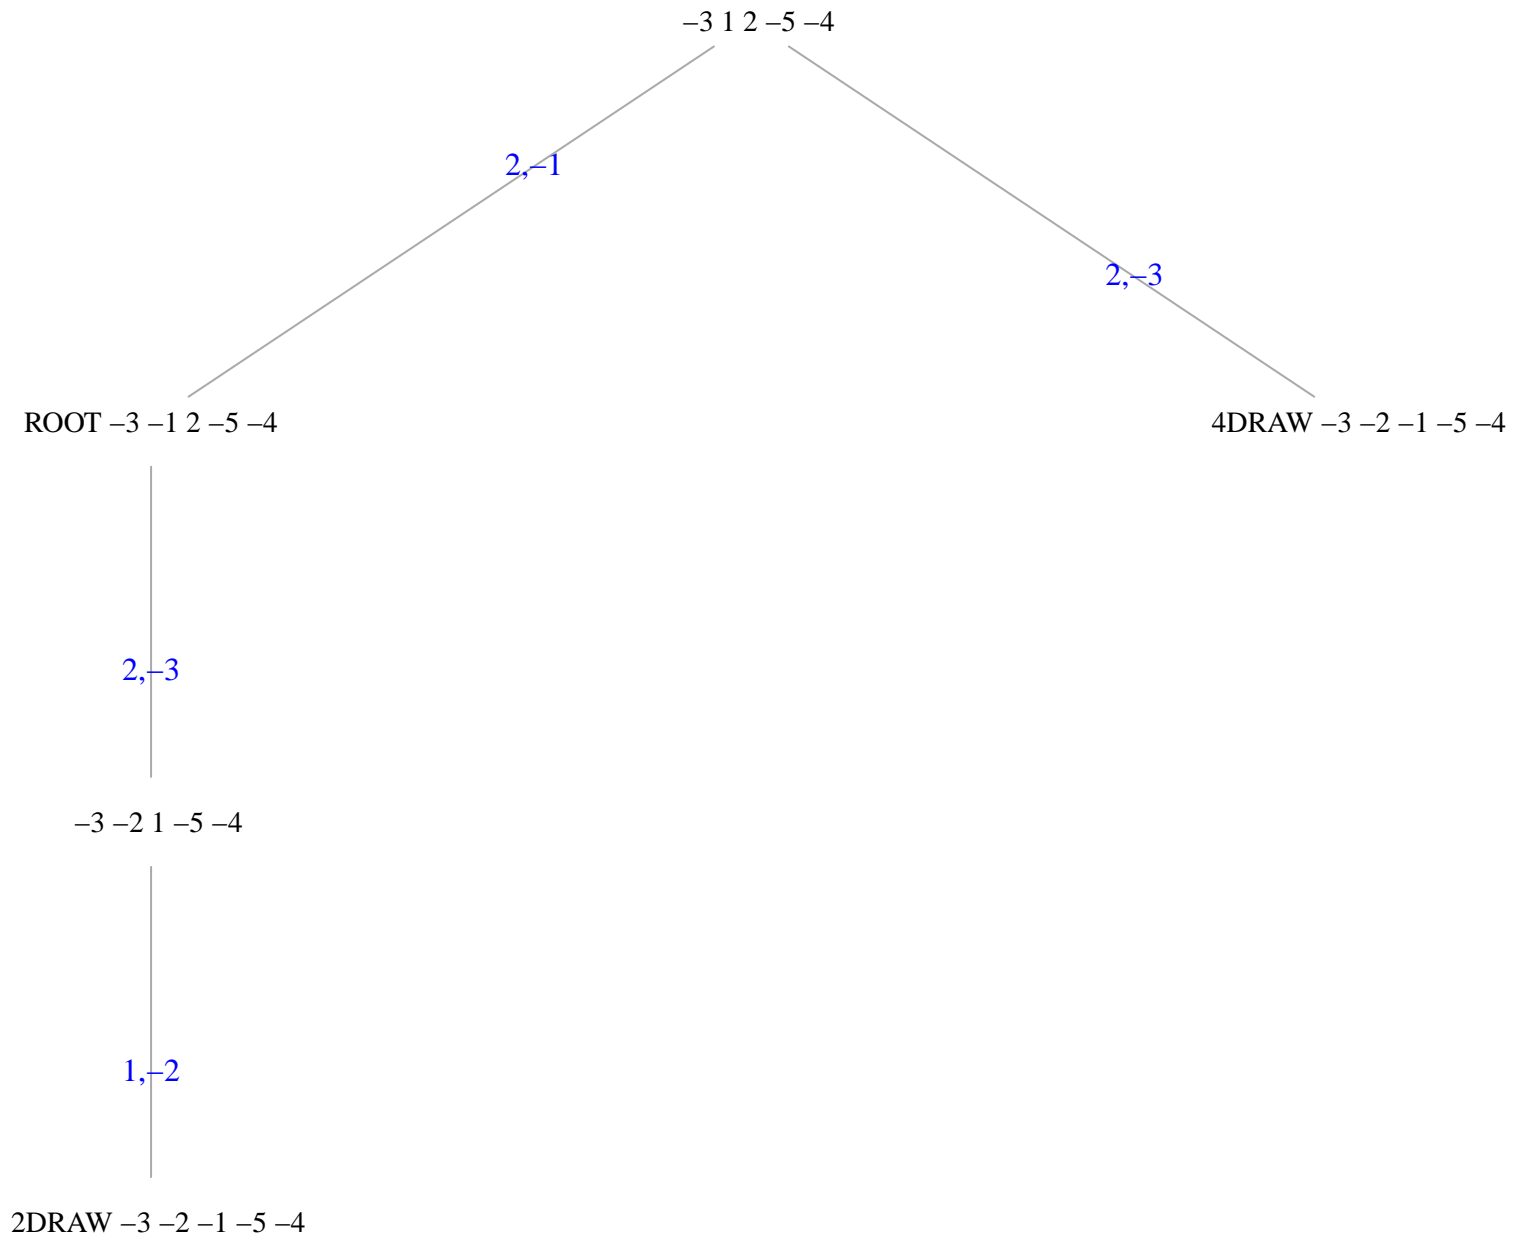 –3 1 2 –5 –4
2,–1
2,–3
ROOT –3 –1 2 –5 –4
4DRAW –3 –2 –1 –5 –4
2,–3
–3 –2 1 –5 –4
1,–2
2DRAW –3 –2 –1 –5 –4